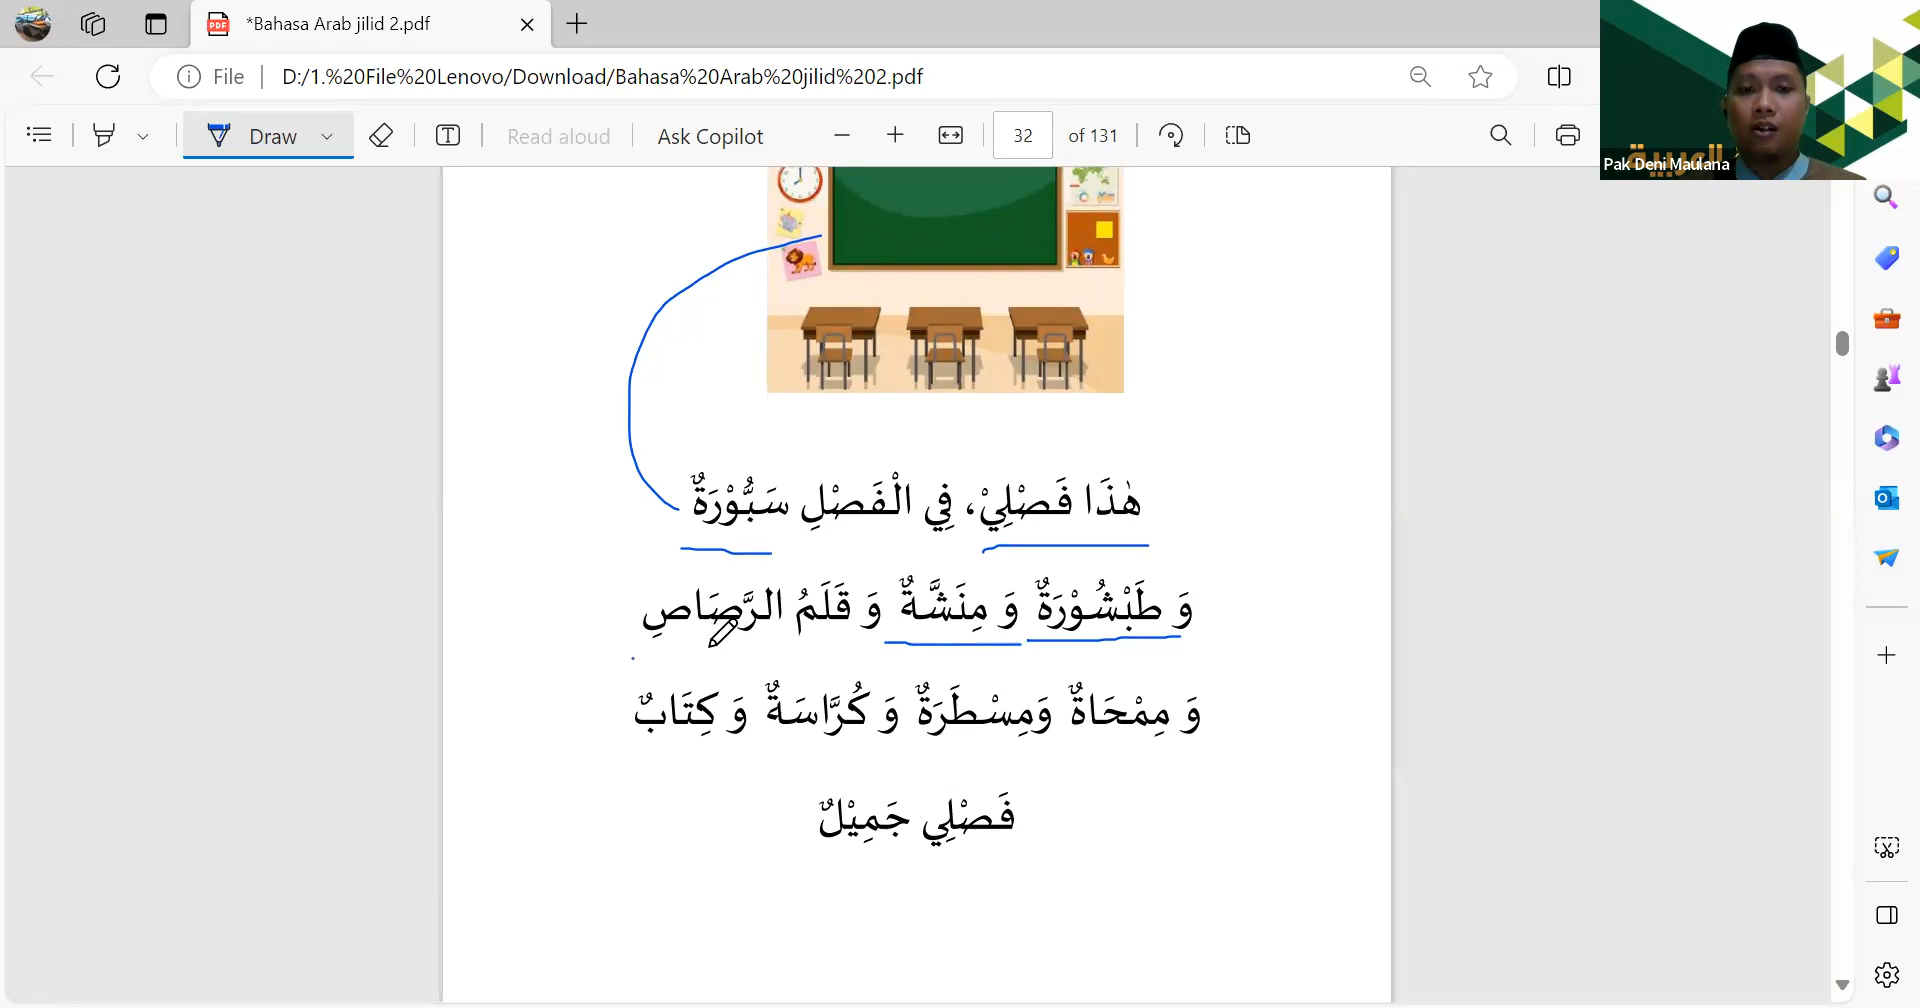 *Bahasa Arab jilid 2.pdf
File
D:/1.%20File%20Lenovo/Download/Bahasa%20Arab%20jilid%202.pdf
Draw
Read aloud
Ask Copilot
32
of 131
العربية
Pak Deni Maulana
هٰذَا فَصْلِيْ، فِي الْفَصْلِ سَبُّوْرَةٌ
وَ طَبْشُوْرَةٌ وَ مِنَشَّةٌ وَ قَلَمُ الرَّصَاصِ
وَ مِمْحَاةٌ وَمِسْطَرَةٌ وَ كُرَّاسَةٌ وَ كِتَابٌ
فَصْلِي جَمِيْلٌ